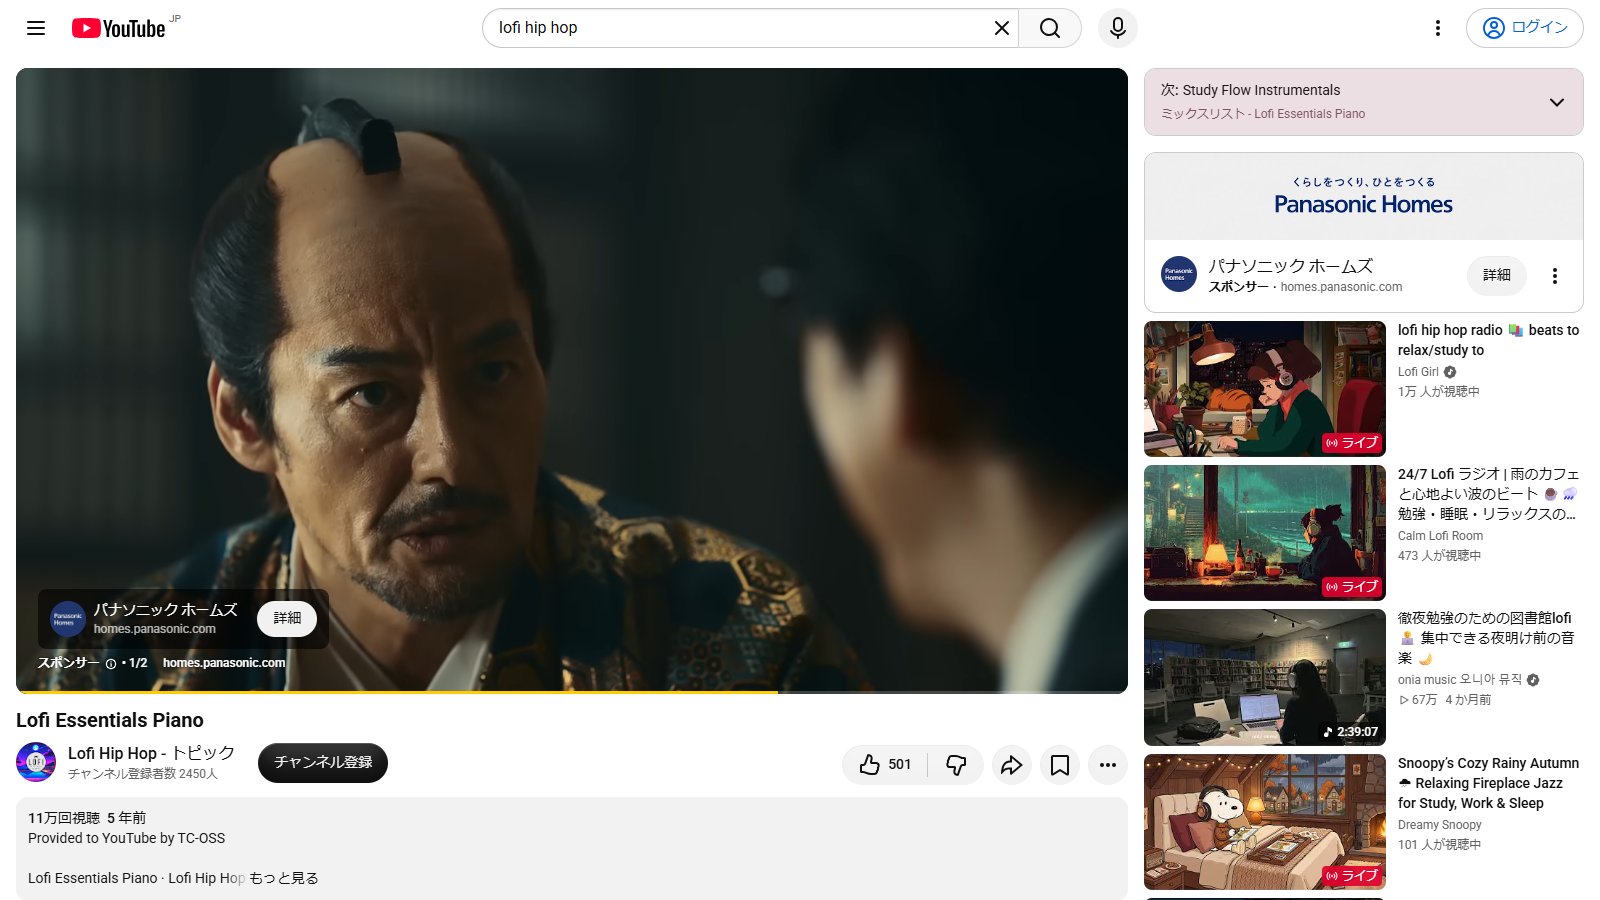 YouTube JP
lofi hip hop
ログイン
パナソニック ホームズ
homes.panasonic.com
詳細
Panasonic Homes
スポンサー · 1/2 homes.panasonic.com
Lofi Essentials Piano
LOFI
Lofi Hip Hop - トピック
チャンネル登録者数 2450人
チャンネル登録
501
11万回視聴 5 年前
Provided to YouTube by TC-OSS
Lofi Essentials Piano · Lofi Hip Hop もっと見る
次: Study Flow Instrumentals
ミックスリスト - Lofi Essentials Piano
くらしをつくり、ひとをつくる
Panasonic Homes
Panasonic Homes
パナソニック ホームズ
スポンサー · homes.panasonic.com
詳細
ライブ
lofi hip hop radio 📚 beats to
relax/study to
Lofi Girl
1万 人が視聴中
ライブ
24/7 Lofi ラジオ | 雨のカフェ
と心地よい波のビート
勉強・睡眠・リラックスの...
Calm Lofi Room
473 人が視聴中
2:39:07
徹夜勉強のための図書館lofi
集中できる夜明け前の音
楽 🌙
onia music 오니아 뮤직
67万 4 か月前
ライブ
Snoopy's Cozy Rainy Autumn
🌧 Relaxing Fireplace Jazz
for Study, Work & Sleep
Dreamy Snoopy
101 人が視聴中